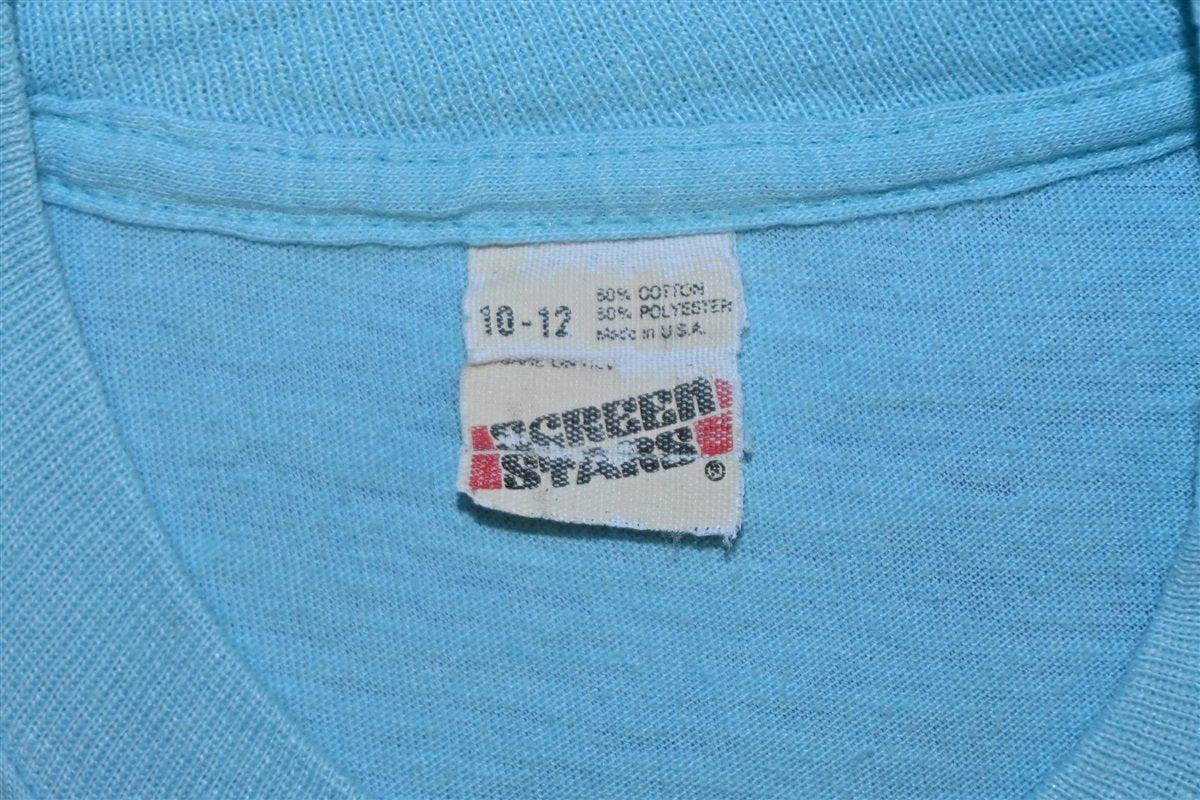 10-12
50% COTTON
50% POLYESTER
Made in U.S.A.
SCREEN
STARS
®